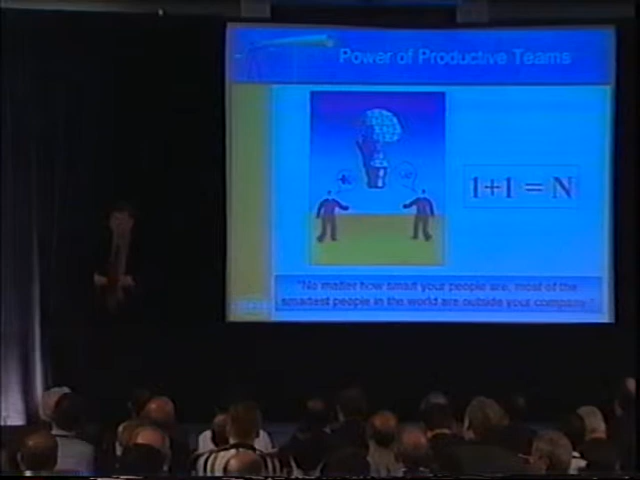 Power of Productive Teams
1+1 = N
"No matter how smart your people are, most of the
smartest people in the world are outside your company."